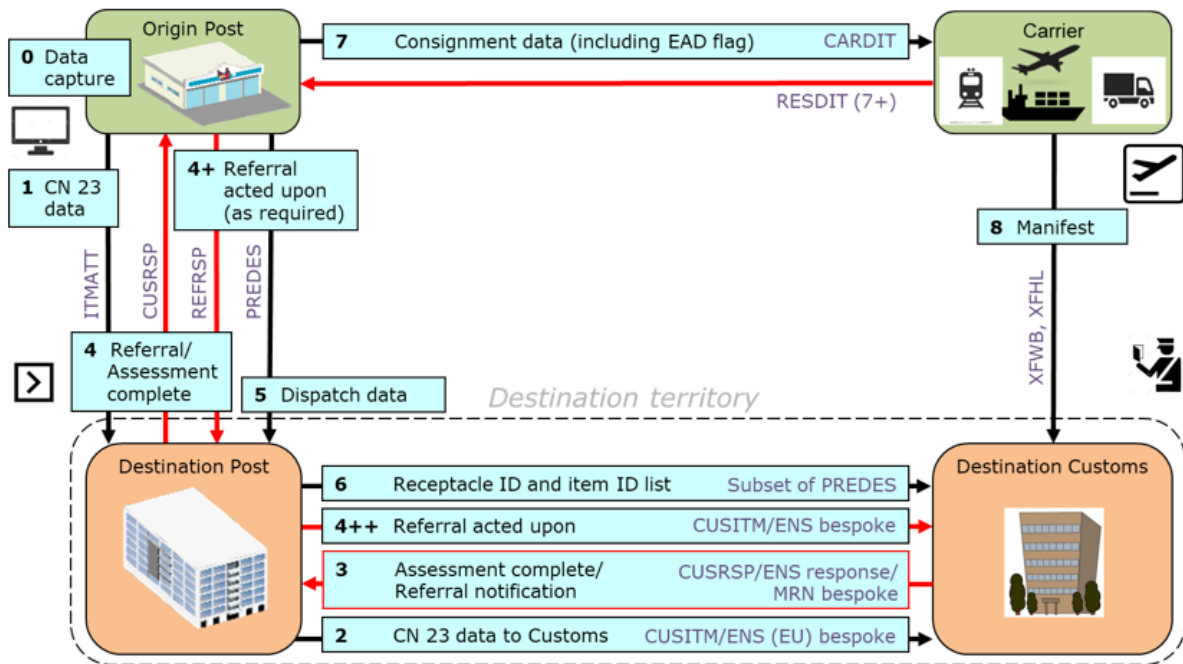 Origin Post
0 Data
capture
7 Consignment data (including EAD flag) CARDIT
RESDIT (7+)
Carrier
1 CN 23
data
4+ Referral
acted upon
(as required)
8 Manifest
ITMATT
CUSRSP
REFRSP
PREDES
XFWB, XFHL
4 Referral/
Assessment
complete
5 Dispatch data
Destination territory
Destination Post
Destination Customs
6 Receptacle ID and item ID list Subset of PREDES
4++ Referral acted upon CUSITM/ENS bespoke
3 Assessment complete/ CUSRSP/ENS response/
Referral notification MRN bespoke
2 CN 23 data to Customs CUSITM/ENS (EU) bespoke